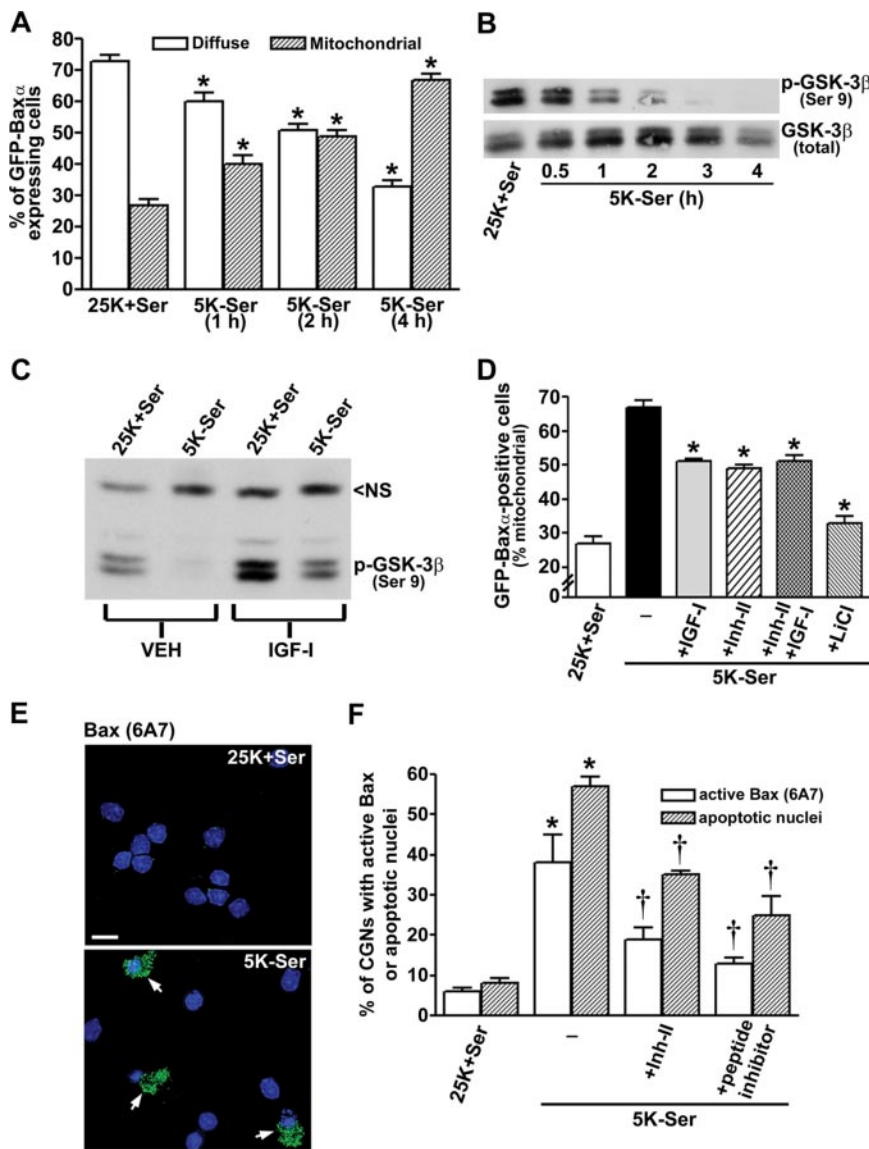 A
80
70
60
50
40
30
20
10
0
% of GFP-Baxα
expressing cells
Diffuse
Mitochondrial
*
*
*
*
*
*
25K+Ser
5K-Ser
(1 h)
5K-Ser
(2 h)
5K-Ser
(4 h)
B
p-GSK-3β
(Ser 9)
GSK-3β
(total)
25K+Ser
0.5 1 2 3 4
5K-Ser (h)
C
25K+Ser
5K-Ser
25K+Ser
5K-Ser
<NS
p-GSK-3β
(Ser 9)
VEH
IGF-I
D
70
60
50
40
30
20
0
GFP-Baxα-positive cells
(% mitochondrial)
*
*
*
*
25K+Ser
–
+IGF-I
+Inh-II
+Inh-II
+IGF-I
+LiCl
5K-Ser
E
Bax (6A7)
25K+Ser
5K-Ser
F
60
50
40
30
20
10
0
% of CGNs with active Bax
or apoptotic nuclei
active Bax (6A7)
apoptotic nuclei
*
*
†
†
†
†
25K+Ser
–
+Inh-II
+peptide
inhibitor
5K-Ser